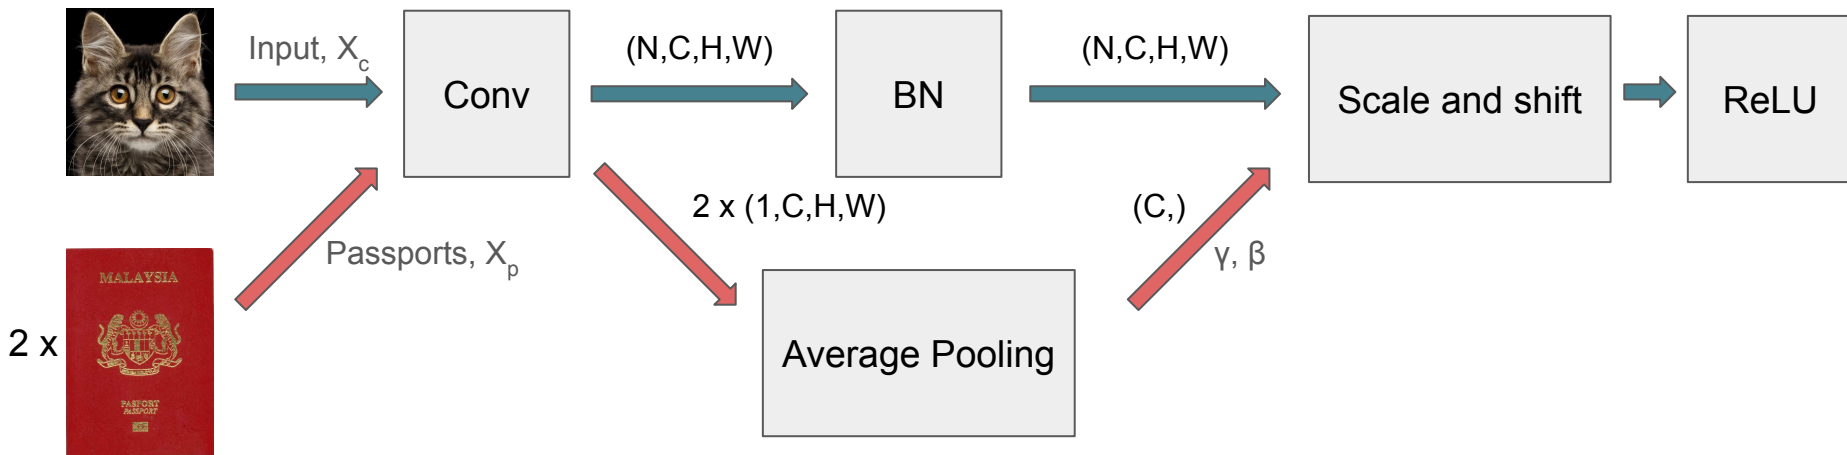 Input, Xc
(N,C,H,W)
(N,C,H,W)
Conv
BN
Scale and shift
ReLU
2 x (1,C,H,W)
(C,)
Passports, Xp
γ, β
MALAYSIA
2 x
Average Pooling
PASPORT
PASSPORT